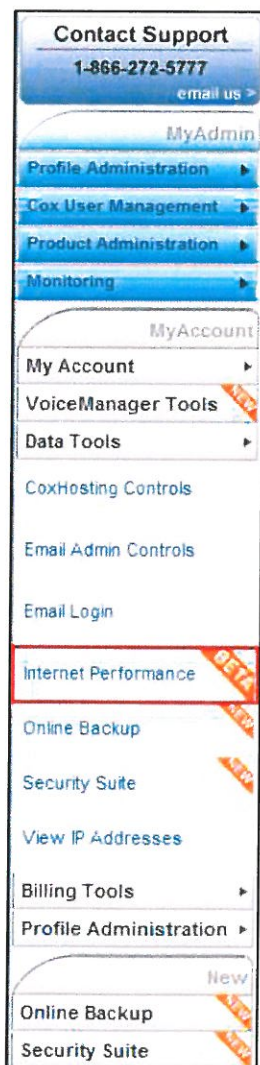 Contact Support
1-866-272-5777
email us >
MyAdmin
Profile Administration
Cox User Management
Product Administration
Monitoring
MyAccount
My Account
VoiceManager Tools NEW
Data Tools
CoxHosting Controls
Email Admin Controls
Email Login
Internet Performance BETA
Online Backup NEW
Security Suite NEW
View IP Addresses
Billing Tools
Profile Administration
New
Online Backup NEW
Security Suite NEW